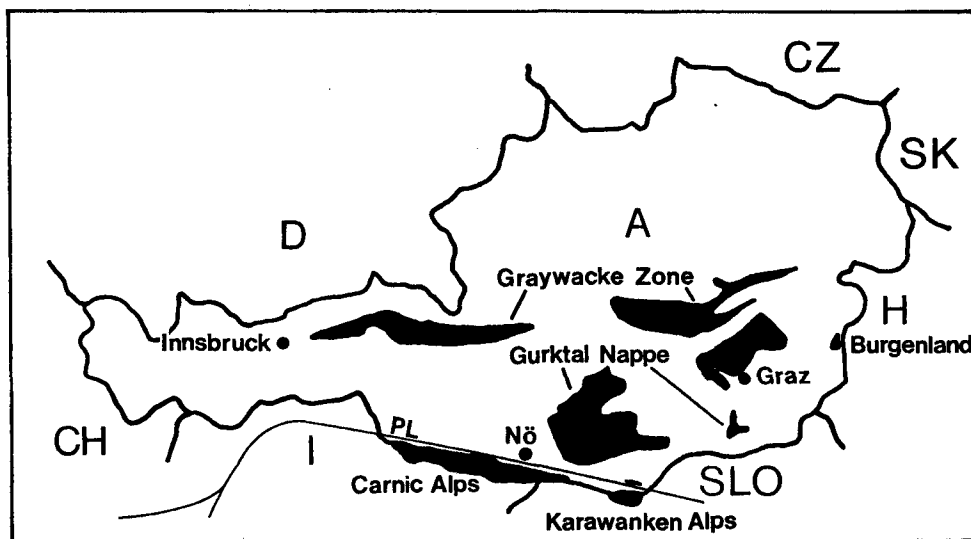 CZ
SK
D
A
Graywacke Zone
H
Innsbruck
Burgenland
Gurktal Nappe
Graz
CH
I
PL
Nö
SLO
Carnic Alps
Karawanken Alps